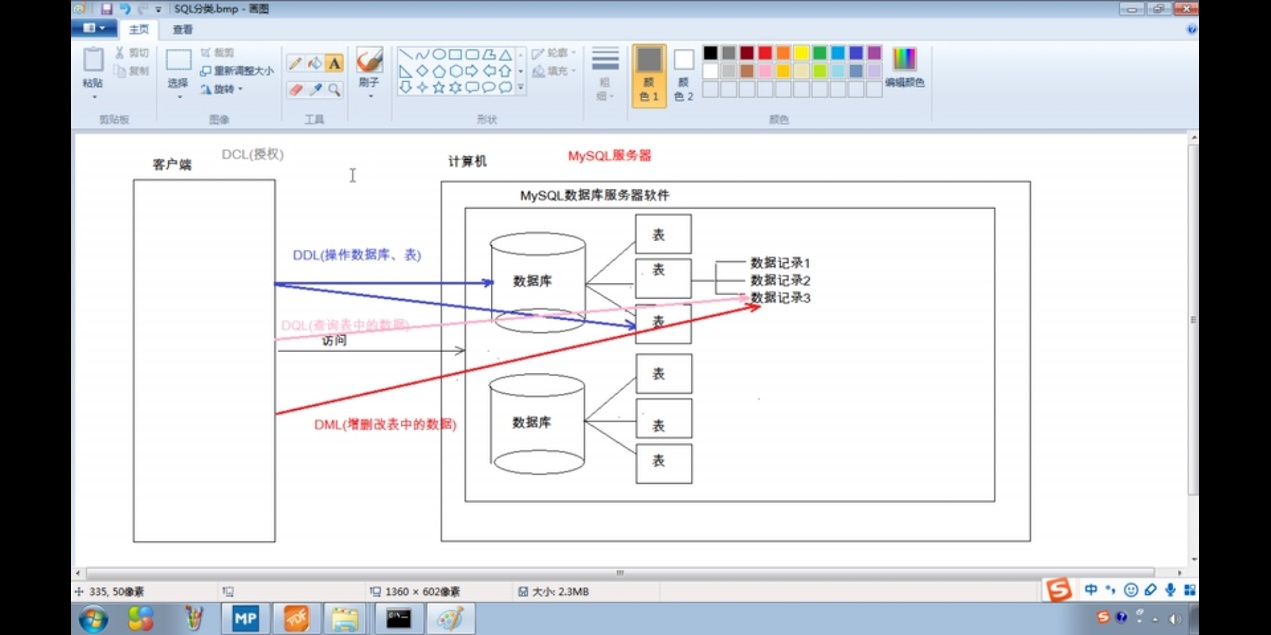 SQL分类.bmp - 画图
主页
查看
粘贴
剪切
复制
选择
裁剪
重新调整大小
旋转
A
刷子
轮廓
填充
粗
细
颜
色 1
颜
色 2
编辑颜色
剪贴板
图像
工具
形状
颜色
客户端
DCL(授权)
计算机
MySQL服务器
MySQL数据库服务器软件
DDL(操作数据库、表)
数据库
表
表
表
数据记录1
数据记录2
数据记录3
DQL(查询表中的数据)
访问
DML(增删改表中的数据)
数据库
表
表
表
335, 50像素
1360 × 602像素
大小: 2.3MB
S
中
MP
PDF
C:\
S